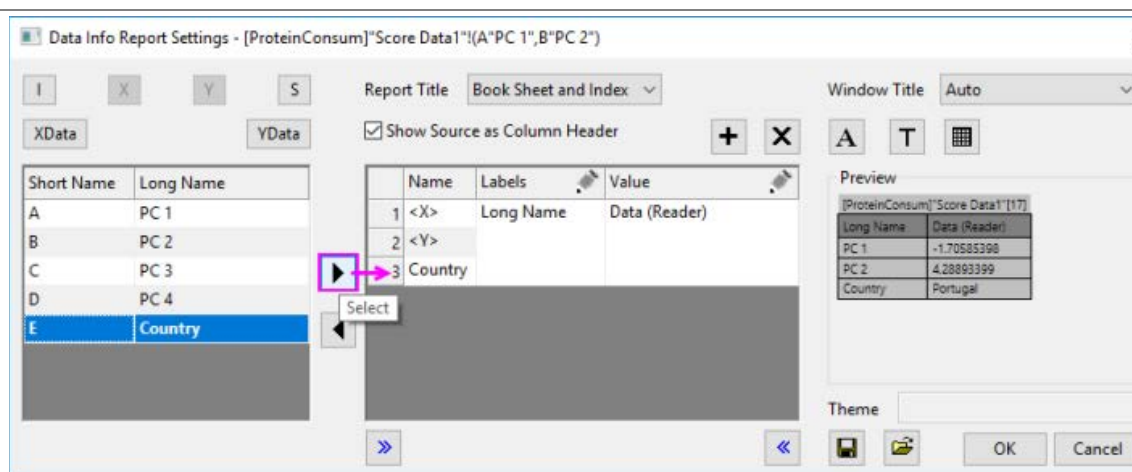 Data Info Report Settings - [ProteinConsum]"Score Data1"!(A"PC 1",B"PC 2")
I X Y S
Report Title Book Sheet and Index
Window Title Auto
XData YData
Show Source as Column Header
A T
Short Name Long Name
A PC 1
B PC 2
C PC 3
D PC 4
E Country
Select
Name Labels Value
1 <X> Long Name Data (Reader)
2 <Y>
3 Country
Preview
[ProteinConsum]"Score Data1"[17]
Long Name Data (Reader)
PC 1 -1.70585398
PC 2 4.28893399
Country Portugal
Theme
OK Cancel